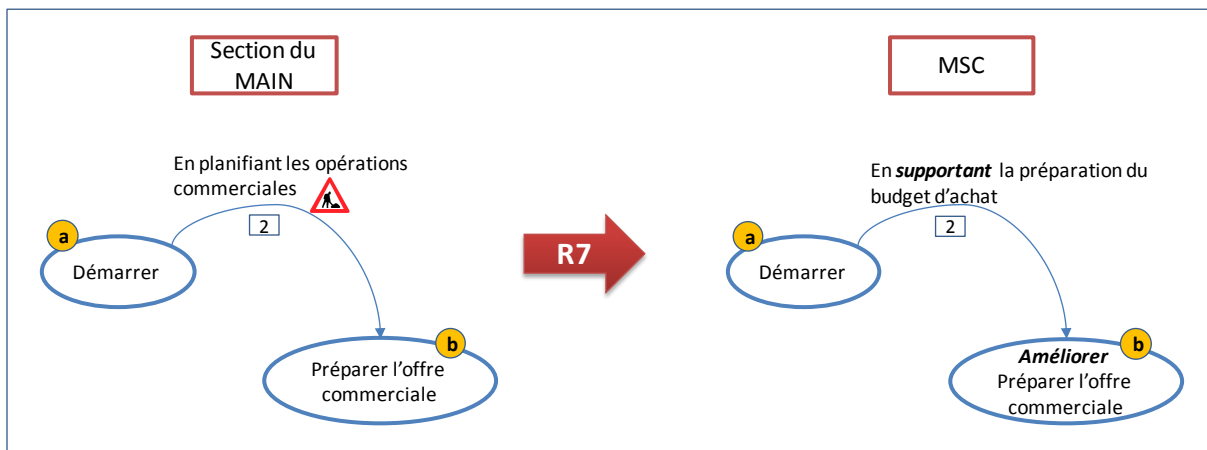 Section du
MAIN
MSC
En planifiant les opérations
commerciales
2
a
Démarrer
b
Préparer l'offre
commerciale
R7
En supportant la préparation du
budget d'achat
2
a
Démarrer
b
Améliorer
Préparer l'offre
commerciale